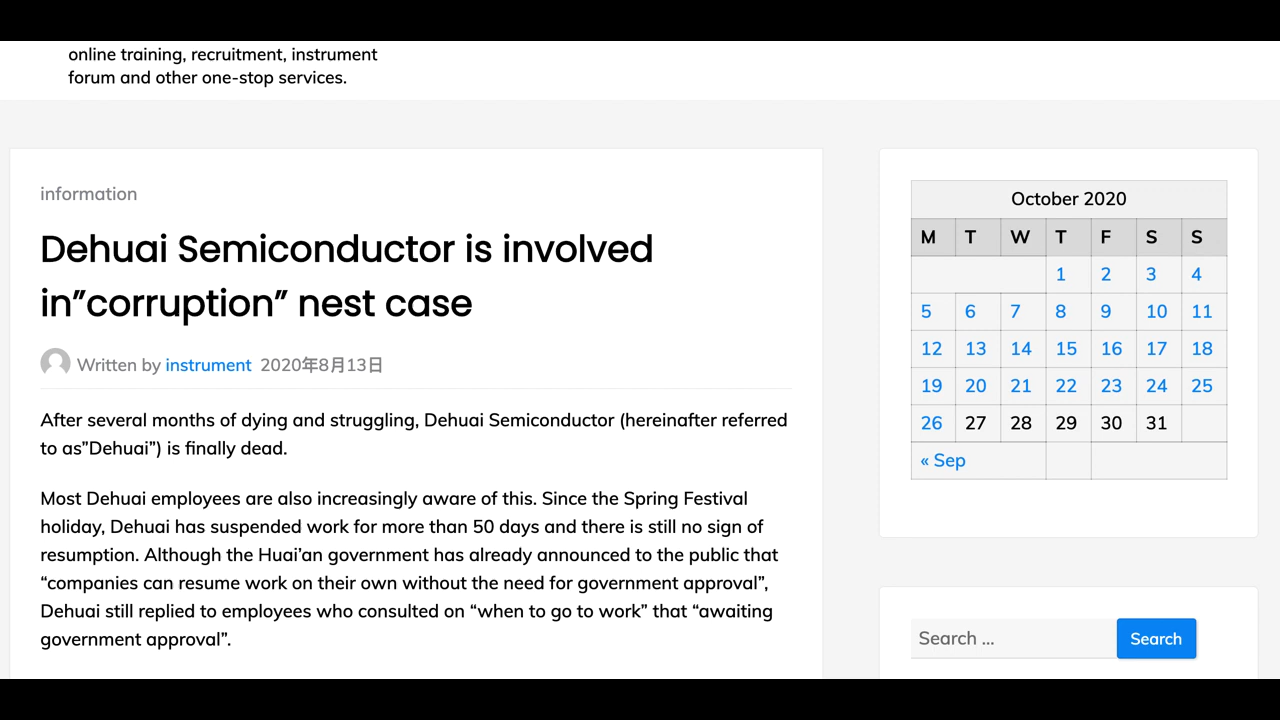 online training, recruitment, instrument
forum and other one-stop services.
information
Dehuai Semiconductor is involved
in”corruption” nest case
Written by instrument 2020年8月13日
After several months of dying and struggling, Dehuai Semiconductor (hereinafter referred
to as”Dehuai”) is finally dead.
Most Dehuai employees are also increasingly aware of this. Since the Spring Festival
holiday, Dehuai has suspended work for more than 50 days and there is still no sign of
resumption. Although the Huai’an government has already announced to the public that
“companies can resume work on their own without the need for government approval”,
Dehuai still replied to employees who consulted on “when to go to work” that “awaiting
government approval”.
October 2020
M T W T F S S
1 2 3 4
5 6 7 8 9 10 11
12 13 14 15 16 17 18
19 20 21 22 23 24 25
26 27 28 29 30 31
« Sep
Search ... Search